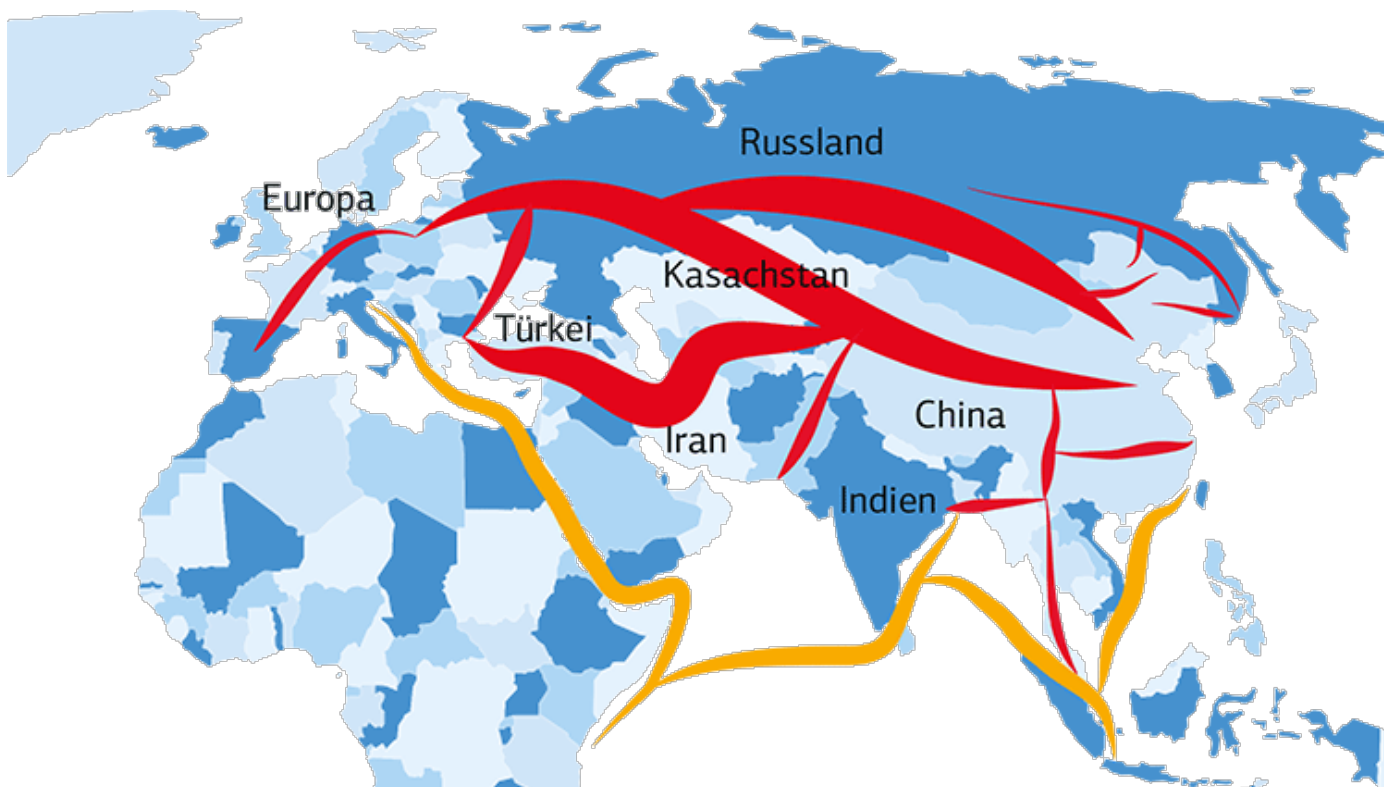 Russland
Europa
Kasachstan
Türkei
China
Iran
Indien